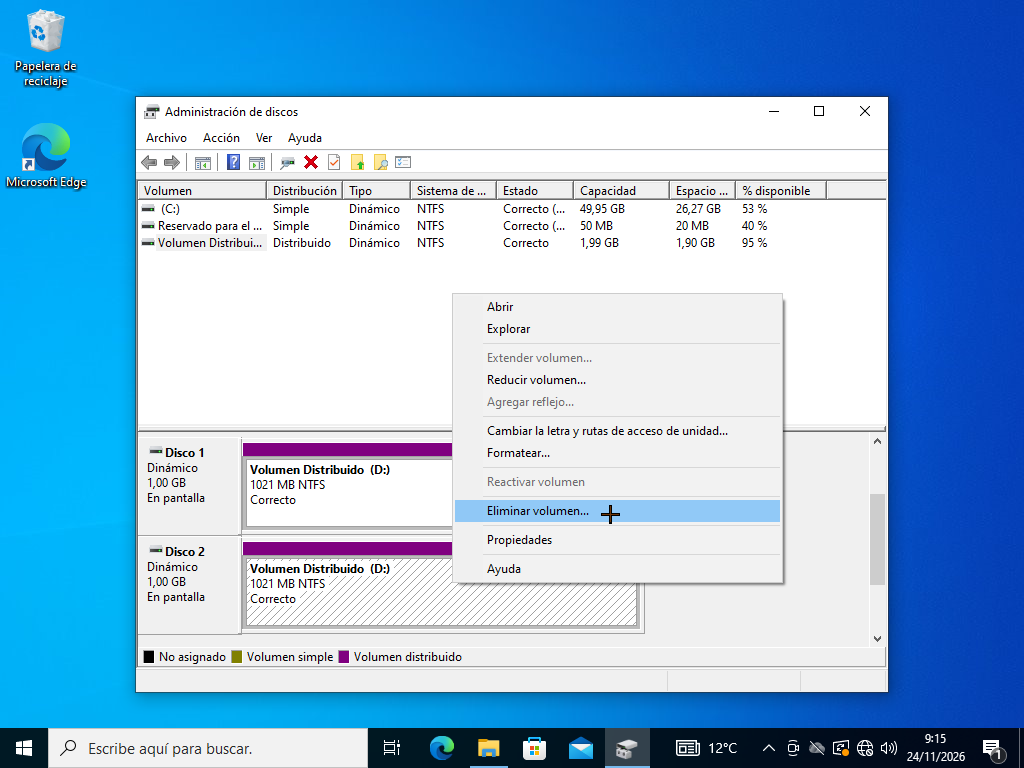 Papelera de
reciclaje
Microsoft Edge
Administración de discos
Archivo Acción Ver Ayuda
Volumen Distribución Tipo Sistema de ... Estado Capacidad Espacio ... % disponible
(C:) Simple Dinámico NTFS Correcto (... 49,95 GB 26,27 GB 53 %
Reservado para el ... Simple Dinámico NTFS Correcto (... 50 MB 20 MB 40 %
Volumen Distribui... Distribuido Dinámico NTFS Correcto 1,99 GB 1,90 GB 95 %
Abrir
Explorar
Extender volumen...
Reducir volumen...
Agregar reflejo...
Cambiar la letra y rutas de acceso de unidad...
Formatear...
Reactivar volumen
Eliminar volumen...
Propiedades
Ayuda
Disco 1
Dinámico
1,00 GB
En pantalla
Volumen Distribuido (D:)
1021 MB NTFS
Correcto
Disco 2
Dinámico
1,00 GB
En pantalla
Volumen Distribuido (D:)
1021 MB NTFS
Correcto
No asignado Volumen simple Volumen distribuido
Escribe aquí para buscar.
12°C
9:15
24/11/2026
1